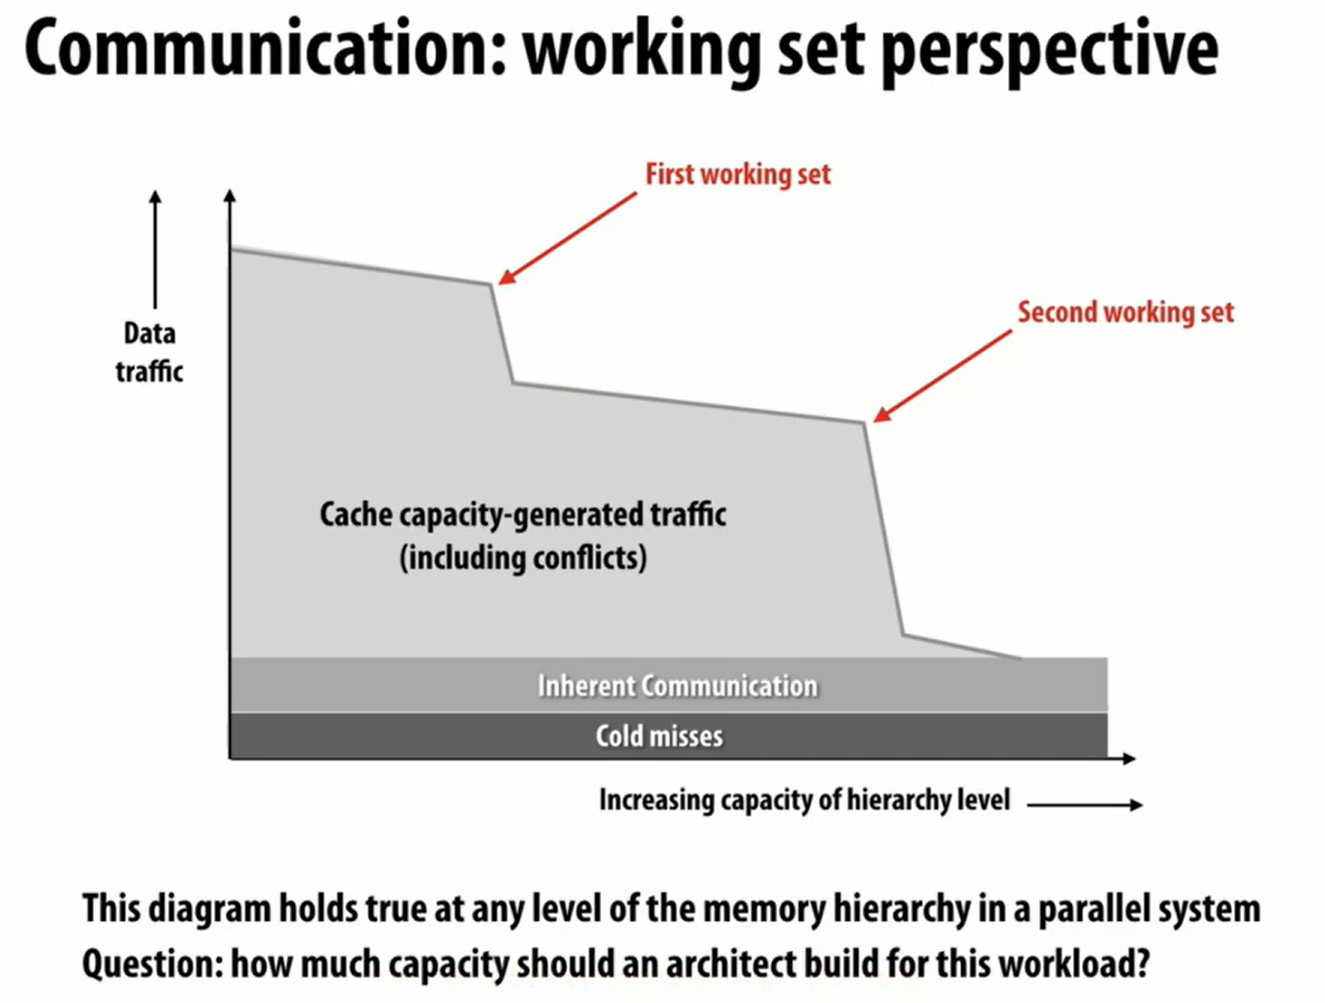 Communication: working set perspective
First working set
Second working set
Data
traffic
Cache capacity-generated traffic
(including conflicts)
Inherent Communication
Cold misses
Increasing capacity of hierarchy level
This diagram holds true at any level of the memory hierarchy in a parallel system
Question: how much capacity should an architect build for this workload?